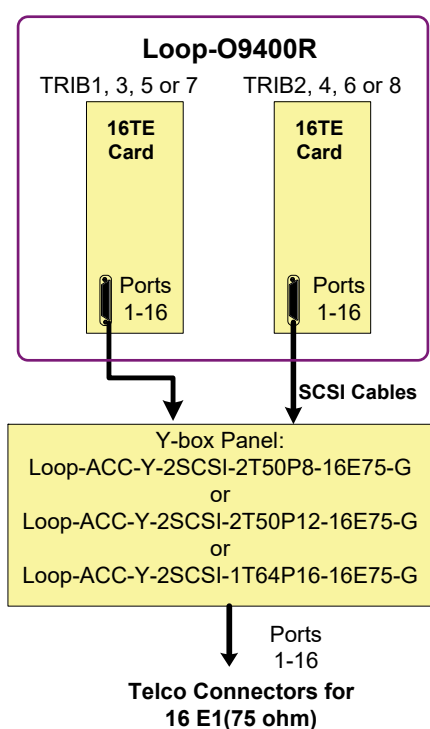 Loop-O9400R
TRIB1, 3, 5 or 7
TRIB2, 4, 6 or 8
16TE
Card
16TE
Card
Ports
1-16
Ports
1-16
SCSI Cables
Y-box Panel:
Loop-ACC-Y-2SCSI-2T50P8-16E75-G
or
Loop-ACC-Y-2SCSI-2T50P12-16E75-G
or
Loop-ACC-Y-2SCSI-1T64P16-16E75-G
Ports
1-16
Telco Connectors for
16 E1(75 ohm)